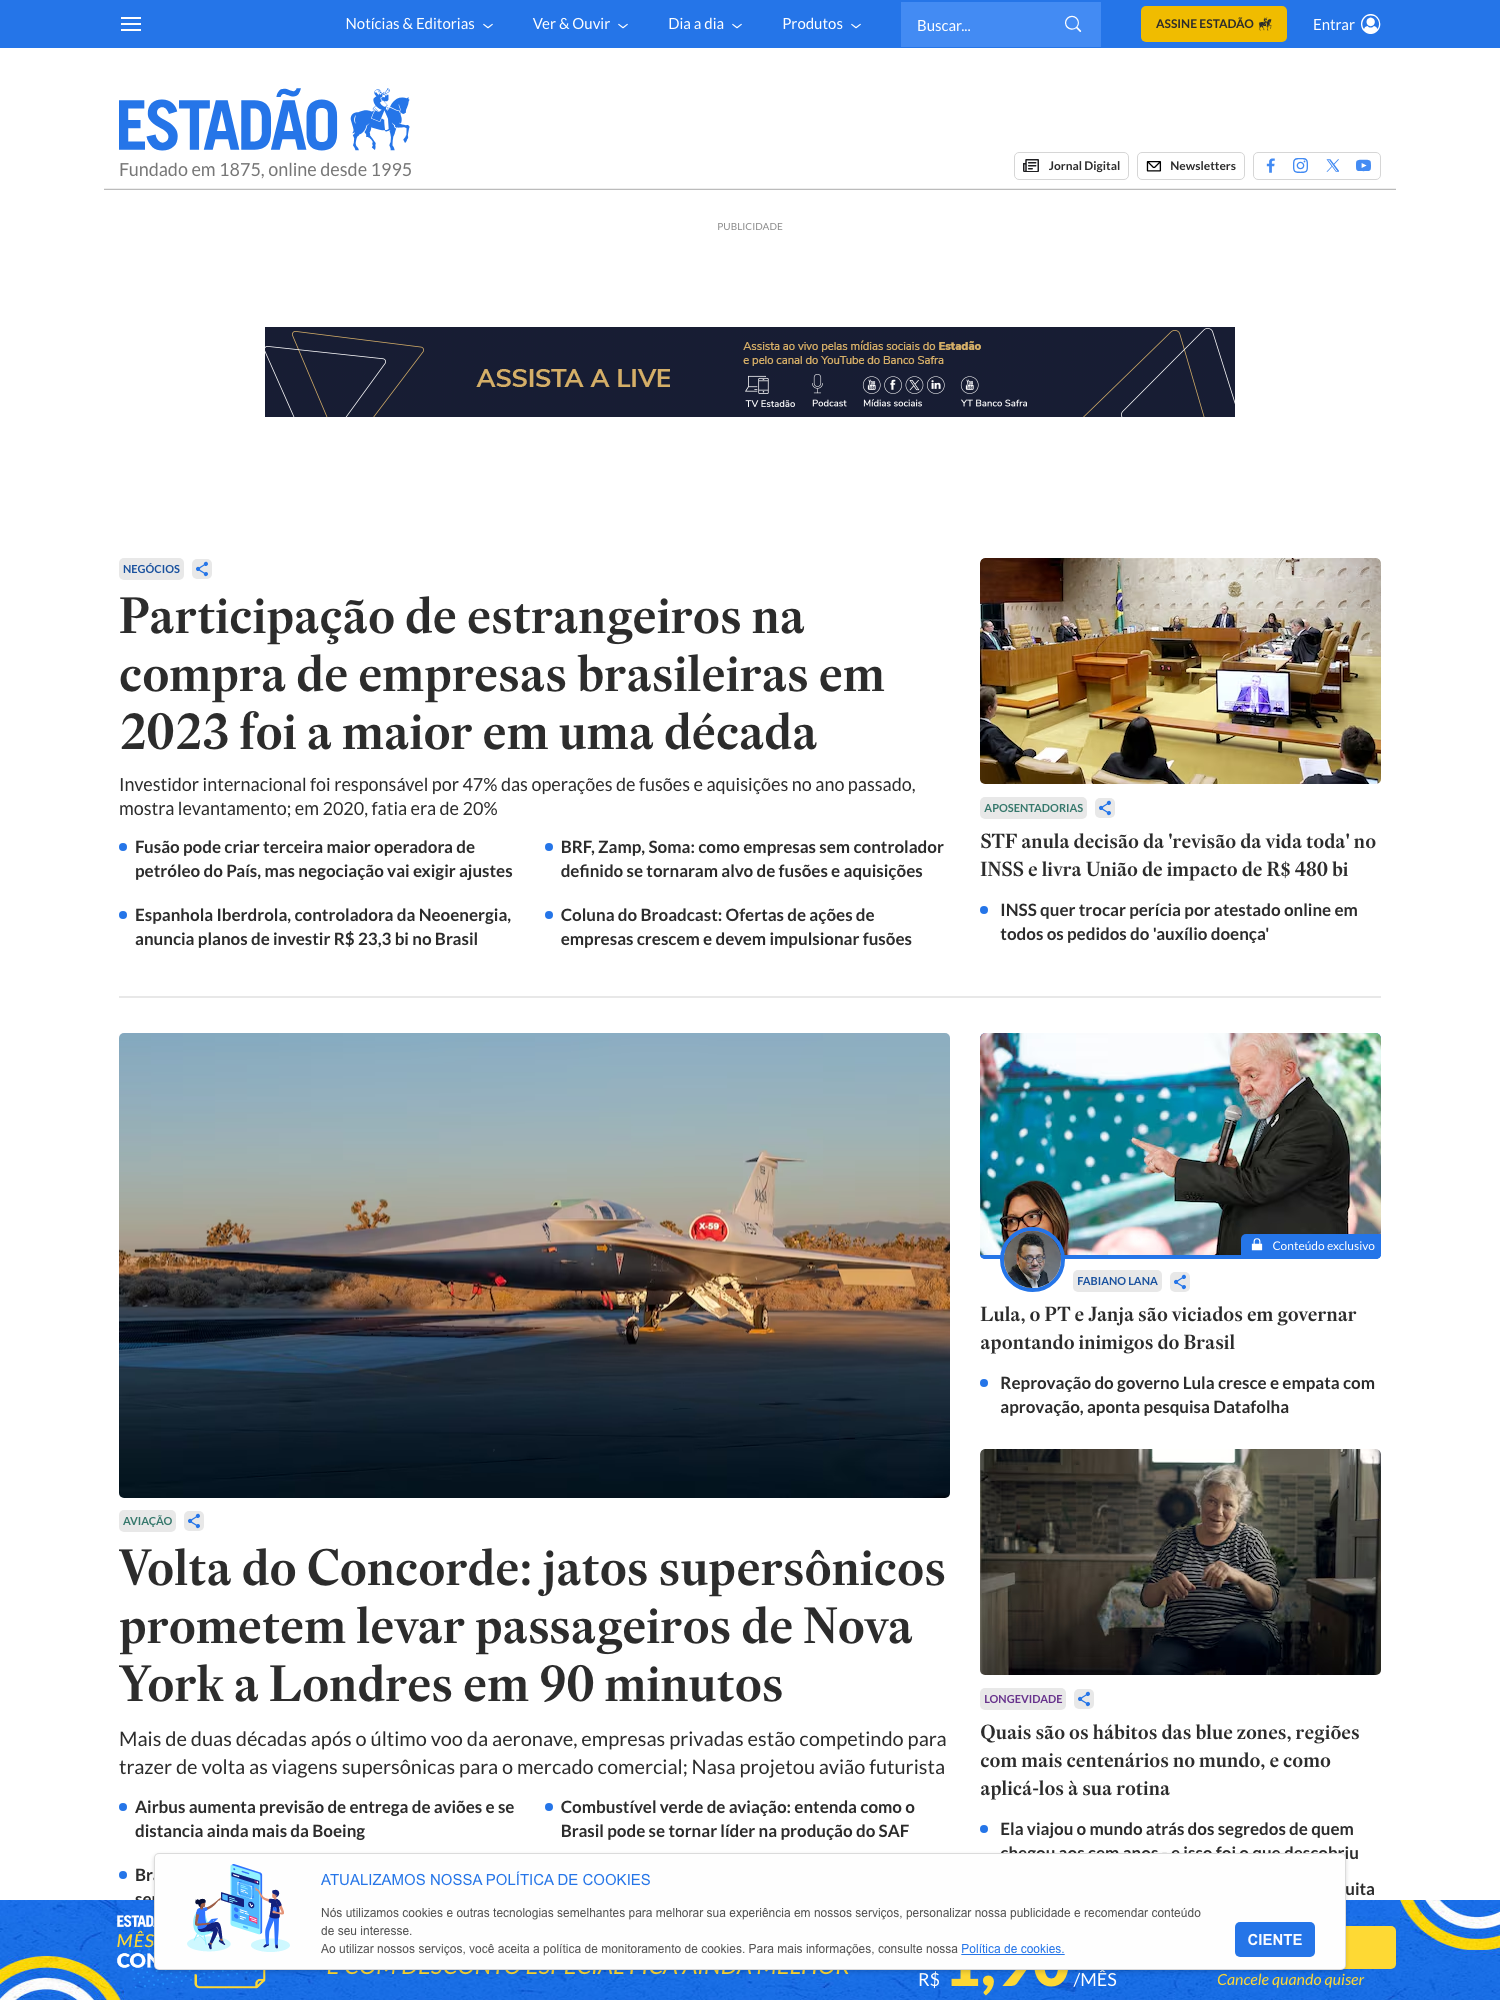 Notícias & Editorias
Ver & Ouvir
Dia a dia
Produtos
Buscar...
ASSINE ESTADÃO
Entrar
ESTADÃO
Fundado em 1875, online desde 1995
Jornal Digital
Newsletters
PUBLICIDADE
ASSISTA A LIVE
Assista ao vivo pelas mídias sociais do Estadão
e pelo canal do YouTube do Banco Safra
TV Estadão
Podcast
Mídias sociais
YT Banco Safra
NEGÓCIOS
Participação de estrangeiros na
compra de empresas brasileiras em
2023 foi a maior em uma década
Investidor internacional foi responsável por 47% das operações de fusões e aquisições no ano passado,
mostra levantamento; em 2020, fatia era de 20%
Fusão pode criar terceira maior operadora de
petróleo do País, mas negociação vai exigir ajustes
BRF, Zamp, Soma: como empresas sem controlador
definido se tornaram alvo de fusões e aquisições
Espanhola Iberdrola, controladora da Neoenergia,
anuncia planos de investir R$ 23,3 bi no Brasil
Coluna do Broadcast: Ofertas de ações de
empresas crescem e devem impulsionar fusões
APOSENTADORIAS
STF anula decisão da 'revisão da vida toda' no
INSS e livra União de impacto de R$ 480 bi
INSS quer trocar perícia por atestado online em
todos os pedidos do 'auxílio doença'
NASA
X-59
AVIAÇÃO
Volta do Concorde: jatos supersônicos
prometem levar passageiros de Nova
York a Londres em 90 minutos
Mais de duas décadas após o último voo da aeronave, empresas privadas estão competindo para
trazer de volta as viagens supersônicas para o mercado comercial; Nasa projetou avião futurista
Airbus aumenta previsão de entrega de aviões e se
distancia ainda mais da Boeing
Combustível verde de aviação: entenda como o
Brasil pode se tornar líder na produção do SAF
Conteúdo exclusivo
FABIANO LANA
Lula, o PT e Janja são viciados em governar
apontando inimigos do Brasil
Reprovação do governo Lula cresce e empata com
aprovação, aponta pesquisa Datafolha
LONGEVIDADE
Quais são os hábitos das blue zones, regiões
com mais centenários no mundo, e como
aplicá-los à sua rotina
Ela viajou o mundo atrás dos segredos de quem
chegou aos cem anos - e isso foi o que descobriu
ATUALIZAMOS NOSSA POLÍTICA DE COOKIES
Nós utilizamos cookies e outras tecnologias semelhantes para melhorar sua experiência em nossos serviços, personalizar nossa publicidade e recomendar conteúdo
de seu interesse.
Ao utilizar nossos serviços, você aceita a política de monitoramento de cookies. Para mais informações, consulte nossa Política de cookies.
CIENTE
MÊS
E COM DESCONTO ESPECIAL FICA AINDA MELHOR
R$ 1,90 /MÊS
Cancele quando quiser